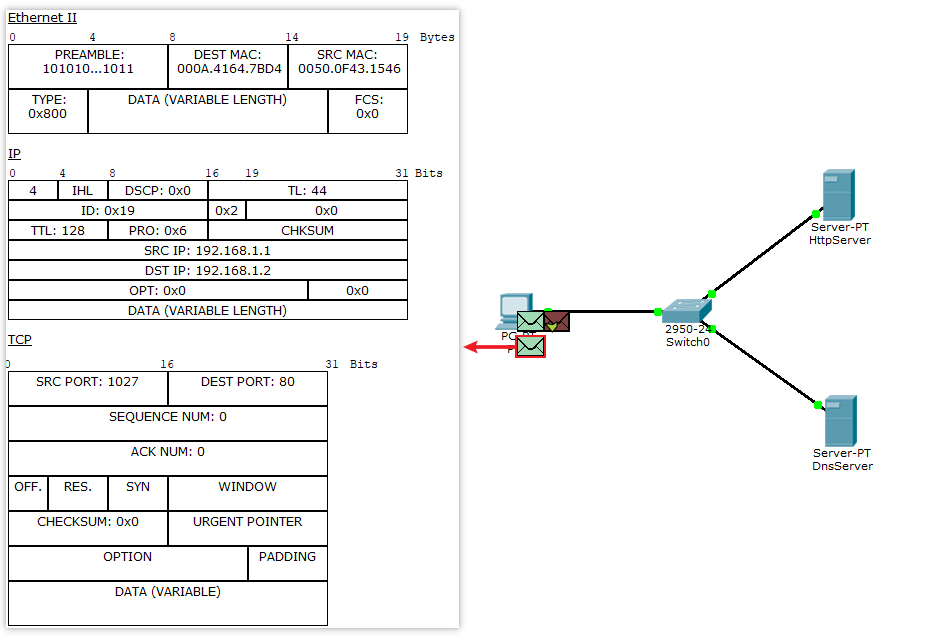 Ethernet II
0 4 8 14 19 Bytes
PREAMBLE: DEST MAC: SRC MAC:
101010...1011 000A.4164.7BD4 0050.0F43.1546
TYPE: DATA (VARIABLE LENGTH) FCS:
0x800 0x0
IP
0 4 8 16 19 31 Bits
4 IHL DSCP: 0x0 TL: 44
ID: 0x19 0x2 0x0
TTL: 128 PRO: 0x6 CHKSUM
SRC IP: 192.168.1.1
DST IP: 192.168.1.2
OPT: 0x0 0x0
DATA (VARIABLE LENGTH)
TCP
0 16 31 Bits
SRC PORT: 1027 DEST PORT: 80
SEQUENCE NUM: 0
ACK NUM: 0
OFF. RES. SYN WINDOW
CHECKSUM: 0x0 URGENT POINTER
OPTION PADDING
DATA (VARIABLE)
Server-PT
HttpServer
2950-24
Switch0
Server-PT
DnsServer